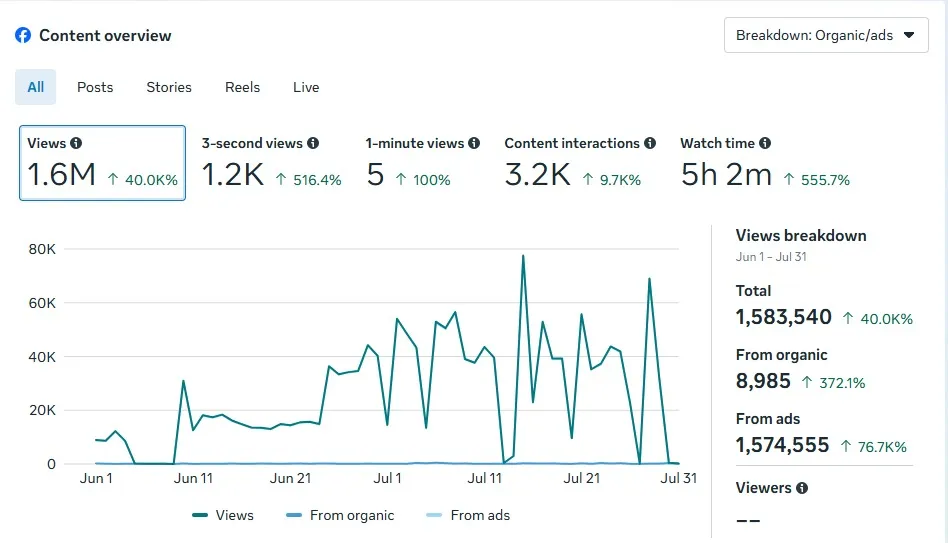 Content overview
Breakdown: Organic/ads
All Posts Stories Reels Live
Views 3-second views 1-minute views Content interactions Watch time
1.6M ↑ 40.0K% 1.2K ↑ 516.4% 5 ↑ 100% 3.2K ↑ 9.7K% 5h 2m ↑ 555.7%
80K
60K
40K
20K
0
Jun 1 Jun 11 Jun 21 Jul 1 Jul 11 Jul 21 Jul 31
Views From organic From ads
Views breakdown
Jun 1 - Jul 31
Total
1,583,540 ↑ 40.0K%
From organic
8,985 ↑ 372.1%
From ads
1,574,555 ↑ 76.7K%
Viewers
--